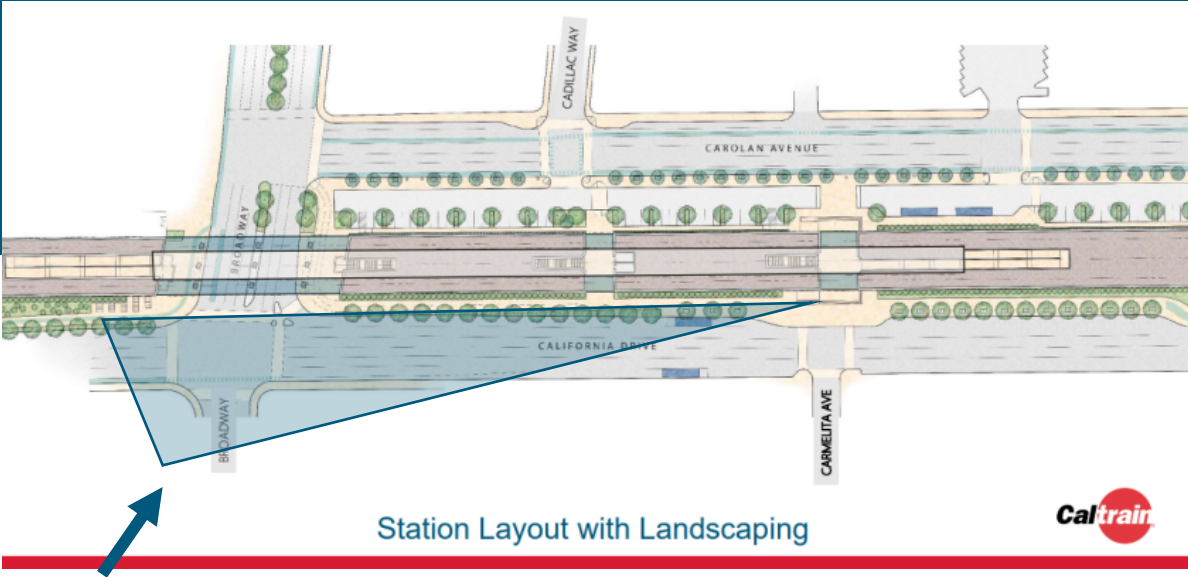 CADILLAC WAY
CAROLAN AVENUE
BROADWAY
CALIFORNIA DRIVE
BROADWAY
CARMELITA AVE
Station Layout with Landscaping
Caltrain